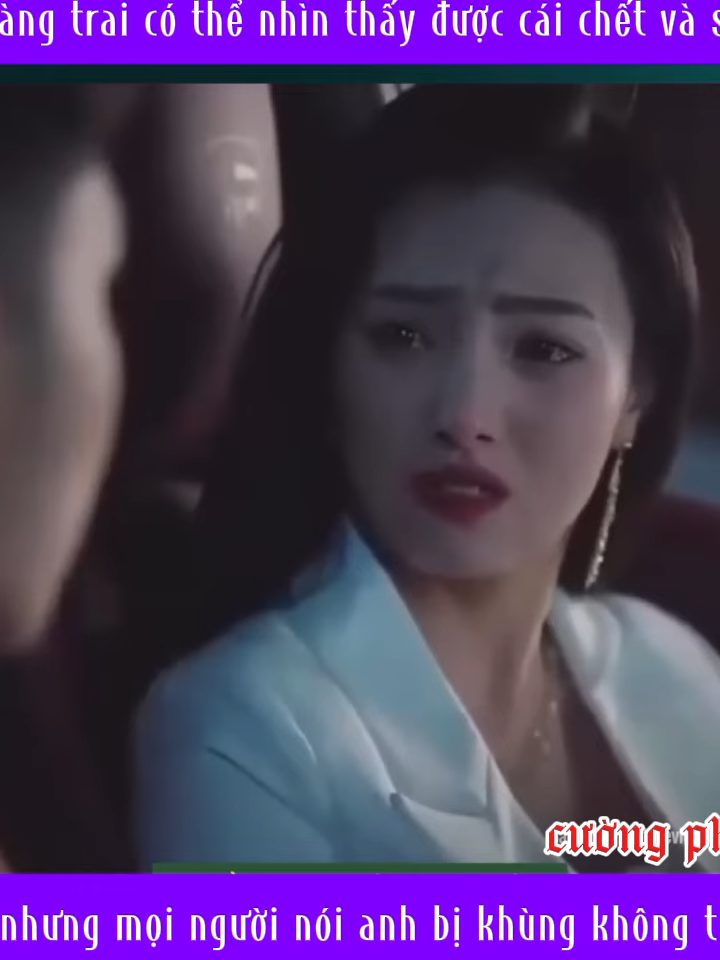 àng trai có thể nhìn thấy được cái chết và s
cường ph
nhưng mọi người nói anh bị khùng không t